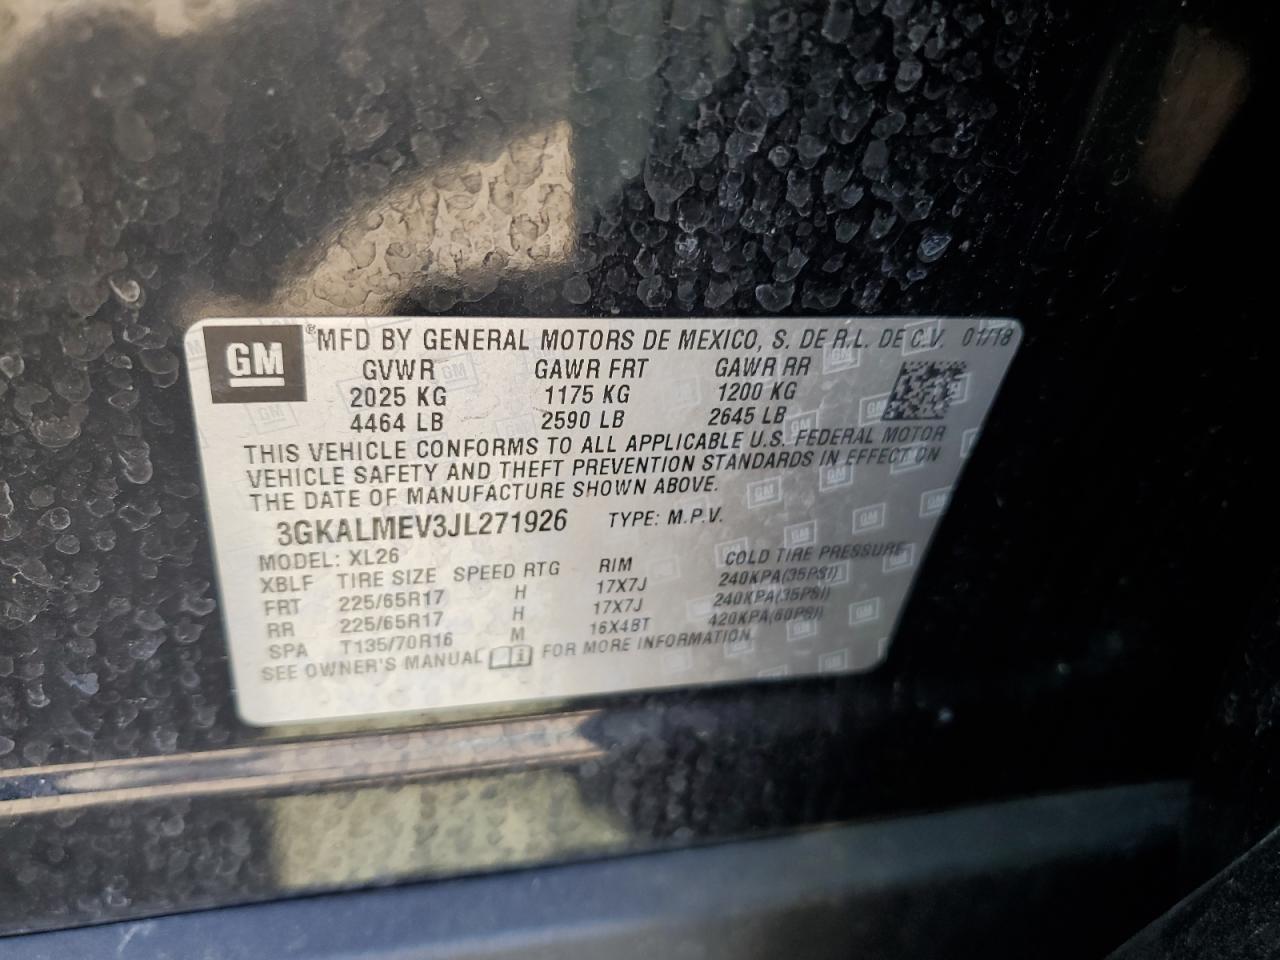 GM ®MFD BY GENERAL MOTORS DE MEXICO, S. DE R.L. DE C.V. 01/18
GVWR GAWR FRT GAWR RR
2025 KG 1175 KG 1200 KG
4464 LB 2590 LB 2645 LB
THIS VEHICLE CONFORMS TO ALL APPLICABLE U.S. FEDERAL MOTOR
VEHICLE SAFETY AND THEFT PREVENTION STANDARDS IN EFFECT ON
THE DATE OF MANUFACTURE SHOWN ABOVE.
3GKALMEV3JL271926 TYPE: M.P.V.
MODEL: XL26
XBLF TIRE SIZE SPEED RTG RIM COLD TIRE PRESSURE
FRT 225/65R17 H 17X7J 240KPA(35PSI)
RR 225/65R17 H 17X7J 240KPA(35PSI)
SPA T135/70R16 M 16X4BT 420KPA(60PSI)
SEE OWNER'S MANUAL i FOR MORE INFORMATION.